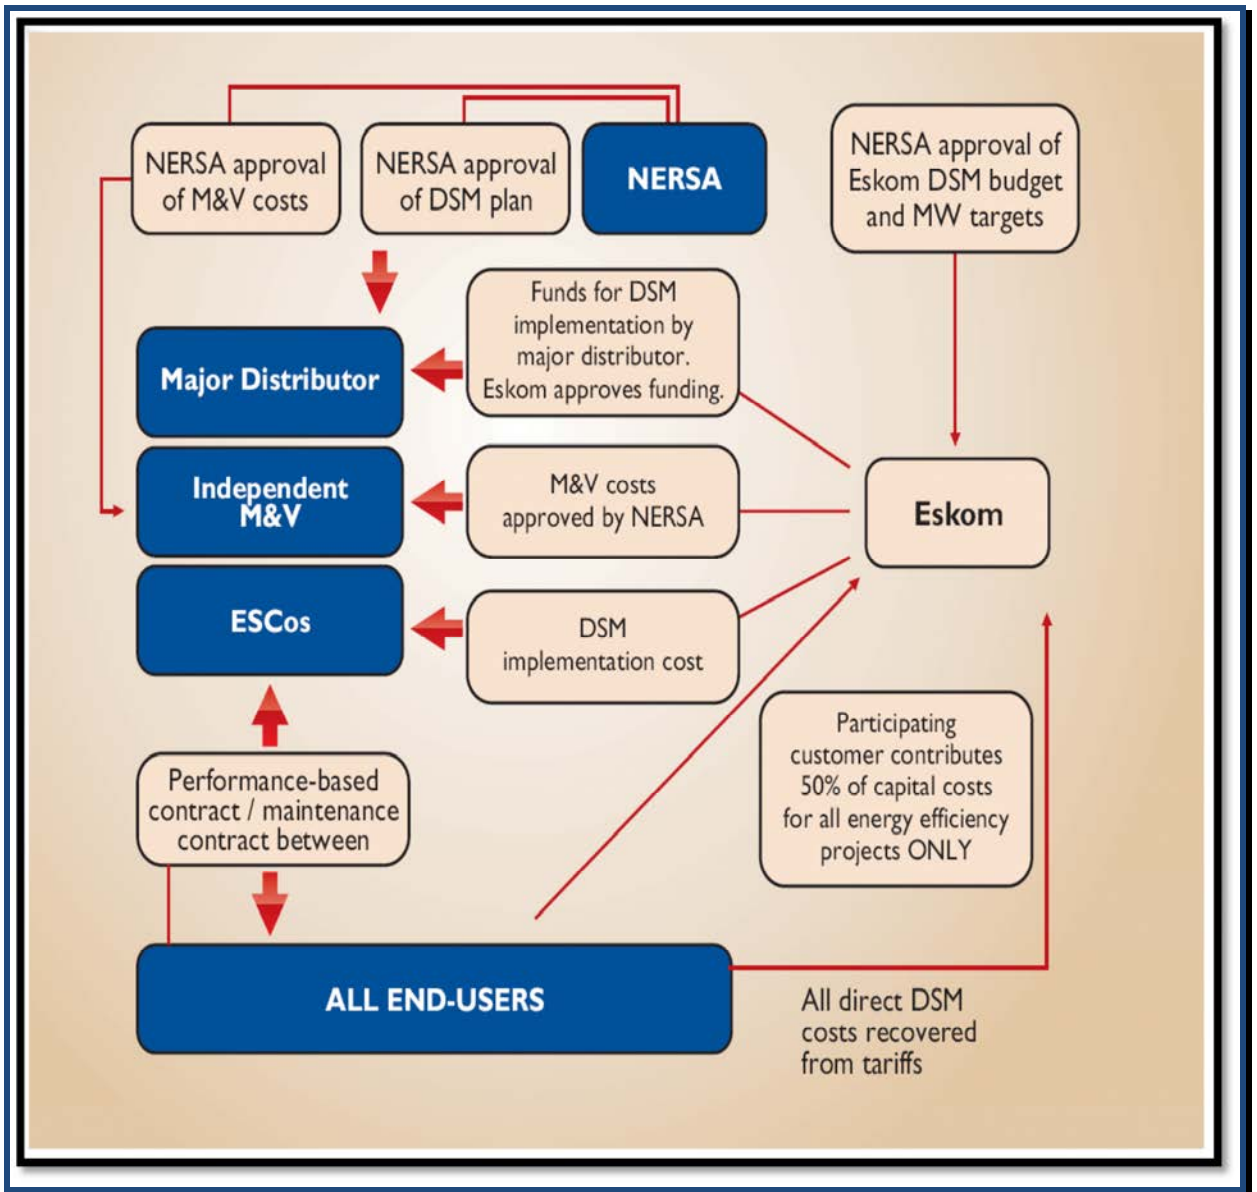 NERSA approval
of M&V costs
NERSA approval
of DSM plan
NERSA
NERSA approval of
Eskom DSM budget
and MW targets
Funds for DSM
implementation by
major distributor.
Eskom approves funding.
Major Distributor
Independent
M&V
M&V costs
approved by NERSA
Eskom
ESCos
DSM
implementation cost
Participating
customer contributes
50% of capital costs
for all energy efficiency
projects ONLY
Performance-based
contract / maintenance
contract between
ALL END-USERS
All direct DSM
costs recovered
from tariffs